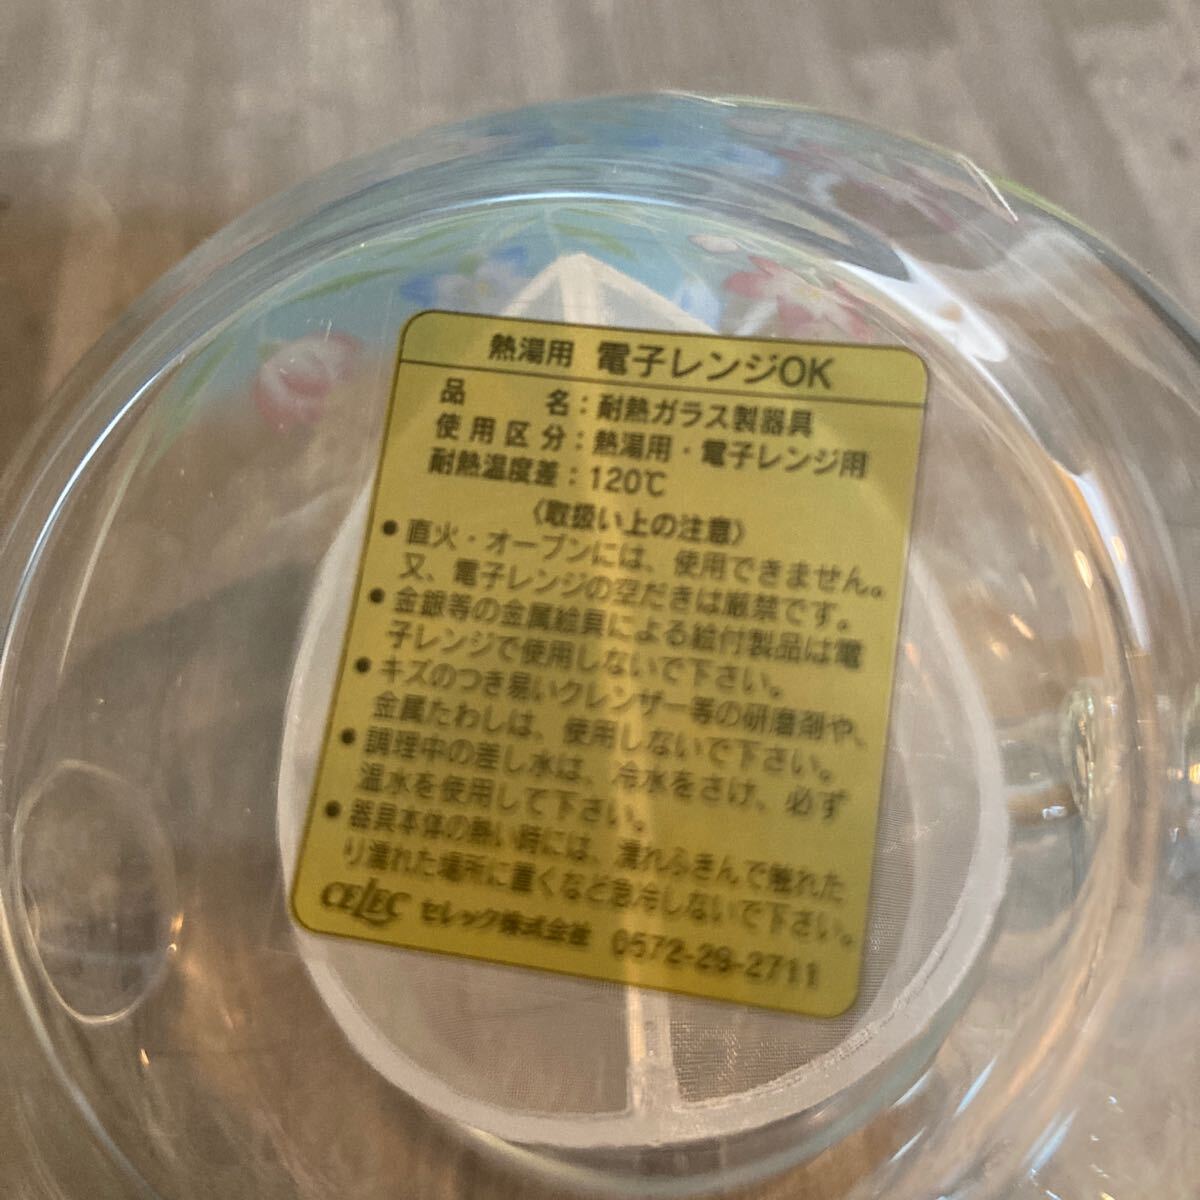 熱湯用 電子レンジOK
品名：耐熱ガラス製器具
使用区分：熱湯用・電子レンジ用
耐熱温度差：120℃
〈取扱い上の注意〉
●直火・オーブンには、使用できません。
又、電子レンジの空だきは厳禁です。
●金銀等の金属絵具による絵付製品は電
子レンジで使用しないで下さい。
●キズのつき易いクレンザー等の研磨剤や、
金属たわしは、使用しないで下さい。
●調理中の差し水は、冷水をさけ、必ず
温水を使用して下さい。
●器具本体の熱い時には、濡れふきんで触れた
り濡れた場所に置くなど急冷しないで下さい。
CELEC セレック株式会社 0572-29-2711